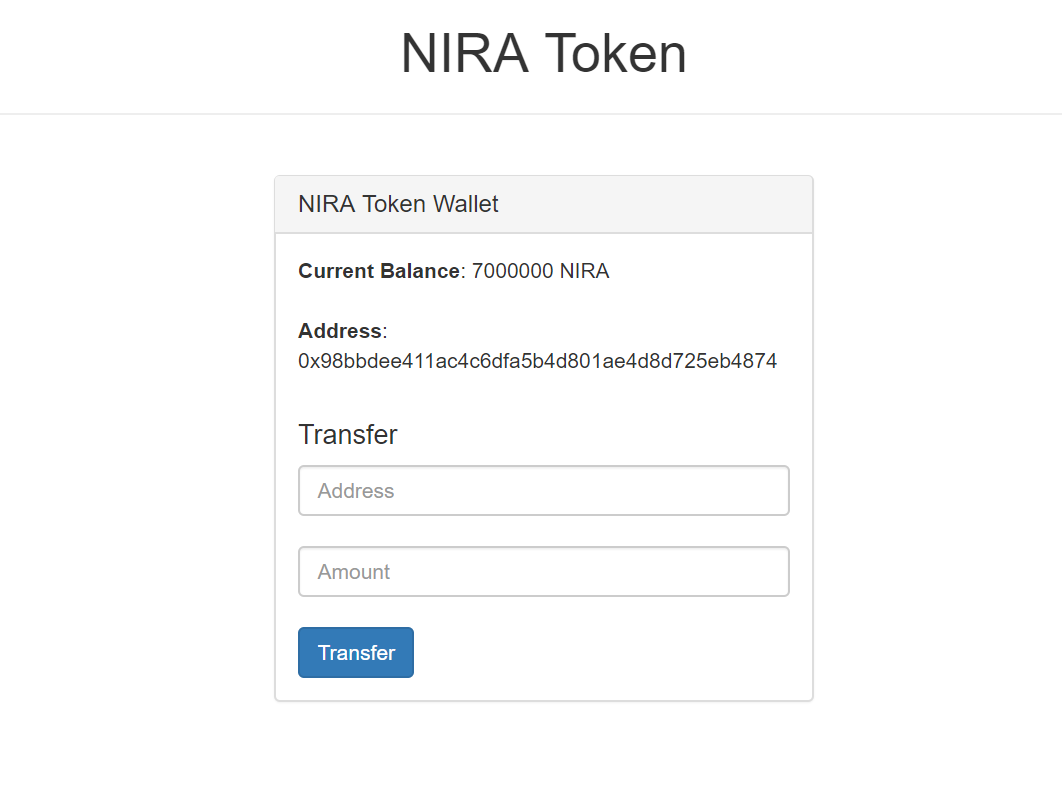 NIRA Token
NIRA Token Wallet
Current Balance: 7000000 NIRA
Address:
0x98bbdee411ac4c6dfa5b4d801ae4d8d725eb4874
Transfer
Address
Amount
Transfer